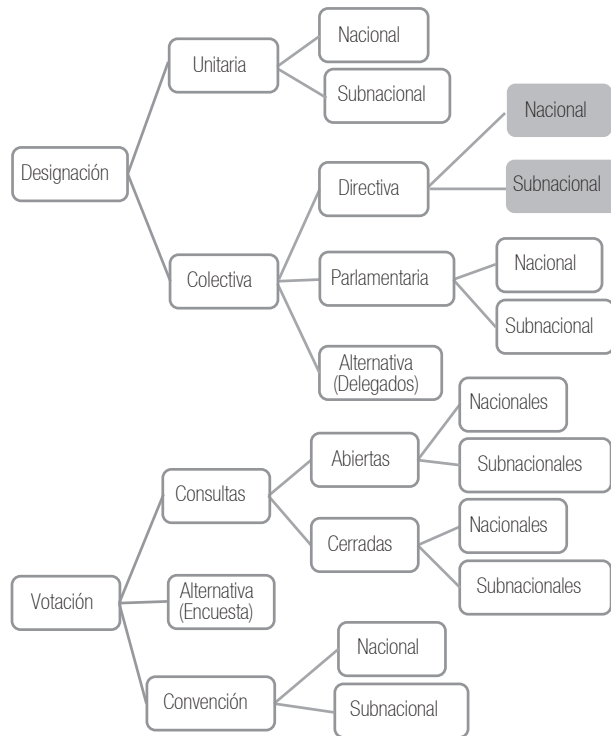 Designación
Unitaria
Nacional
Subnacional
Colectiva
Directiva
Nacional
Subnacional
Parlamentaria
Nacional
Subnacional
Alternativa
(Delegados)
Votación
Consultas
Abiertas
Nacionales
Subnacionales
Cerradas
Nacionales
Subnacionales
Alternativa
(Encuesta)
Convención
Nacional
Subnacional